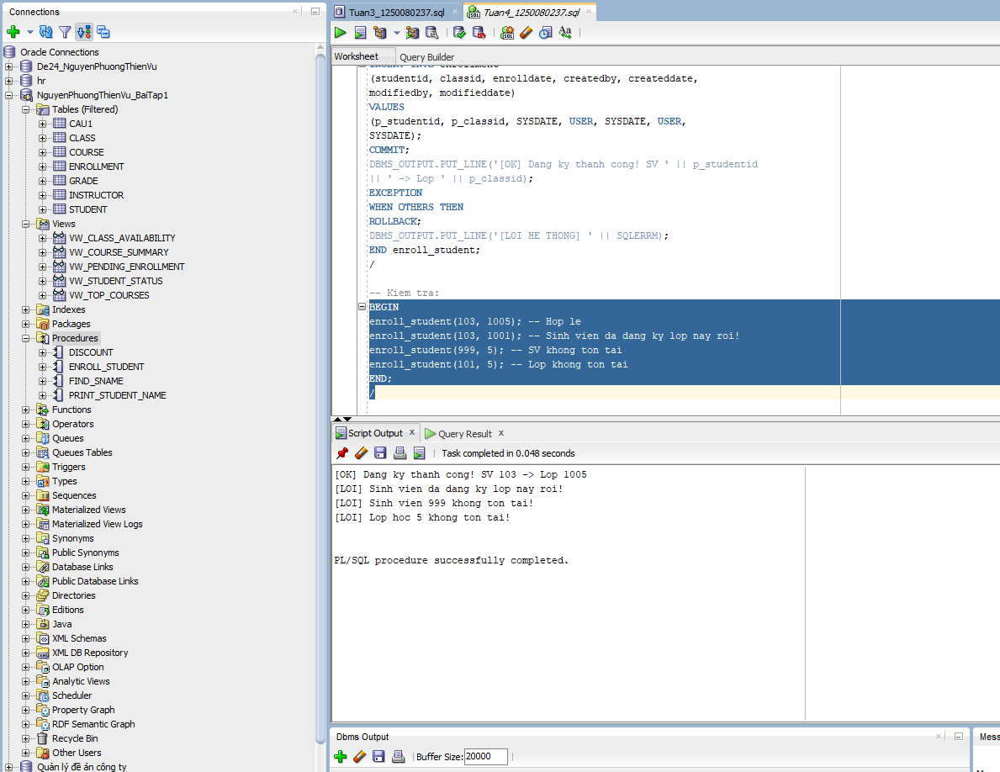 Connections
Oracle Connections
De24_NguyenPhuongThienVu
hr
NguyenPhuongThienVu_BaiTap1
Tables (Filtered)
CAU1
CLASS
COURSE
ENROLLMENT
GRADE
INSTRUCTOR
STUDENT
Views
VW_CLASS_AVAILABILITY
VW_COURSE_SUMMARY
VW_PENDING_ENROLLMENT
VW_STUDENT_STATUS
VW_TOP_COURSES
Indexes
Packages
Procedures
DISCOUNT
ENROLL_STUDENT
FIND_SNAME
PRINT_STUDENT_NAME
Functions
Operators
Queues
Queues Tables
Triggers
Types
Sequences
Materialized Views
Materialized View Logs
Synonyms
Public Synonyms
Database Links
Public Database Links
Directories
Editions
Java
XML Schemas
XML DB Repository
OLAP Option
Analytic Views
Scheduler
Property Graph
RDF Semantic Graph
Recycle Bin
Other Users
Quản lý đề án công ty
Tuan3_1250080237.sql
Tuan4_1250080237.sql
Aa
Worksheet Query Builder
INSERT INTO enrollment
(studentid, classid, enrolldate, createdby, createddate,
modifiedby, modifieddate)
VALUES
(p_studentid, p_classid, SYSDATE, USER, SYSDATE, USER,
SYSDATE);
COMMIT;
DBMS_OUTPUT.PUT_LINE('[OK] Dang ky thanh cong! SV ' || p_studentid
|| ' -> Lop ' || p_classid);
EXCEPTION
WHEN OTHERS THEN
ROLLBACK;
DBMS_OUTPUT.PUT_LINE('[LOI HE THONG] ' || SQLERRM);
END enroll_student;
/
-- Kiem tra:
BEGIN
enroll_student(103, 1005); -- Hop le
enroll_student(103, 1001); -- Sinh vien da dang ky lop nay roi!
enroll_student(999, 5); -- SV khong ton tai
enroll_student(101, 5); -- Lop khong ton tai
END;
/
Script Output Query Result
Task completed in 0.048 seconds
[OK] Dang ky thanh cong! SV 103 -> Lop 1005
[LOI] Sinh vien da dang ky lop nay roi!
[LOI] Sinh vien 999 khong ton tai!
[LOI] Lop hoc 5 khong ton tai!
PL/SQL procedure successfully completed.
Dbms Output
Buffer Size: 20000